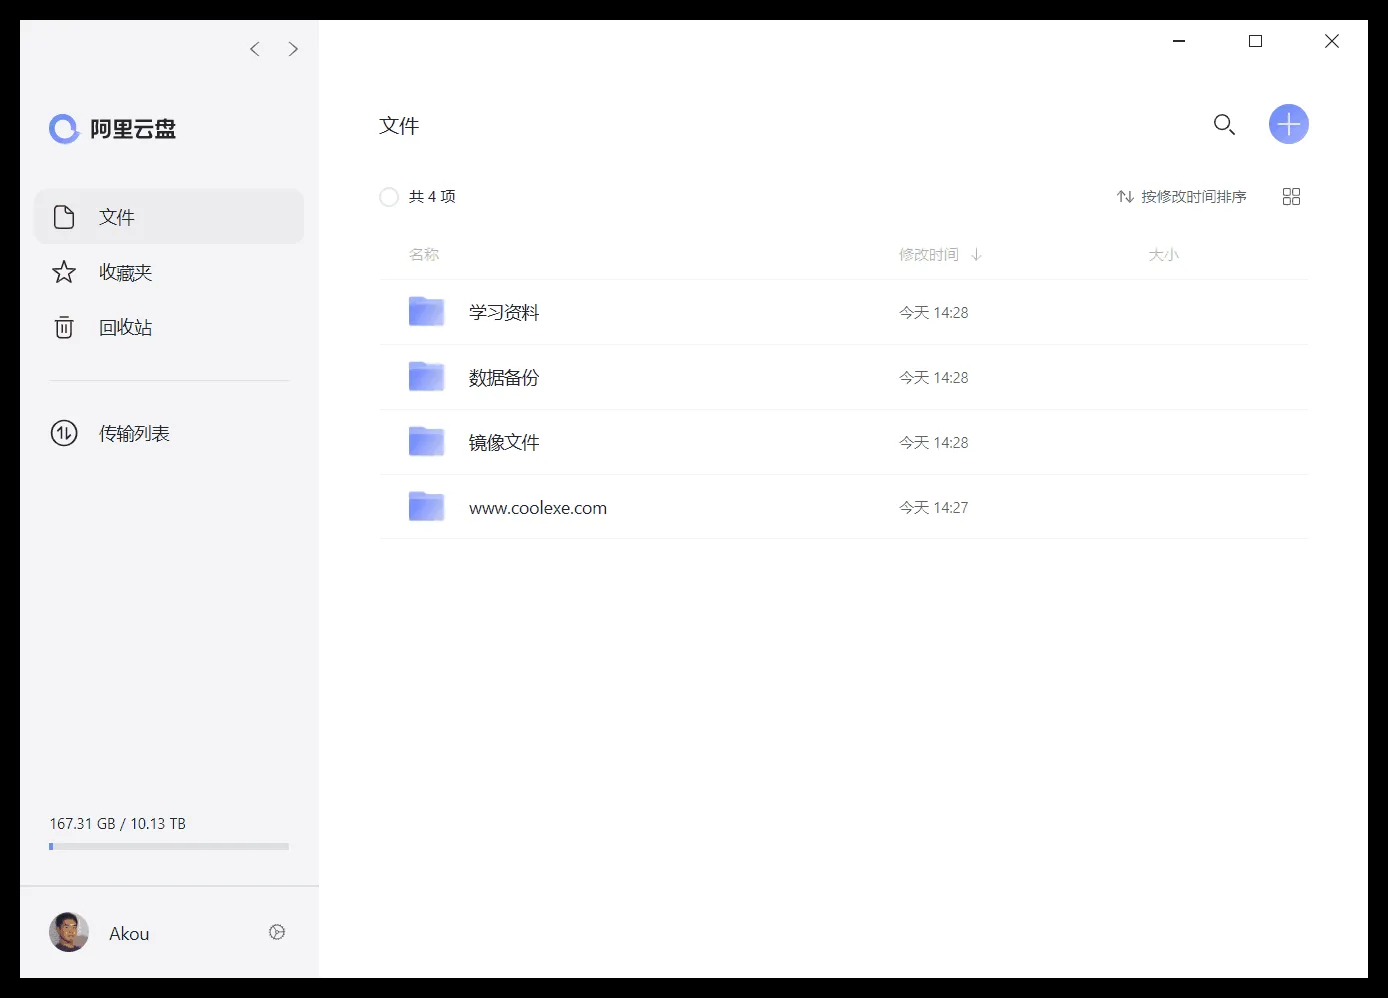 阿里云盘
文件
收藏夹
回收站
传输列表
167.31 GB / 10.13 TB
Akou
文件
共 4 项
按修改时间排序
名称 修改时间 大小
学习资料 今天 14:28
数据备份 今天 14:28
镜像文件 今天 14:28
www.coolexe.com 今天 14:27